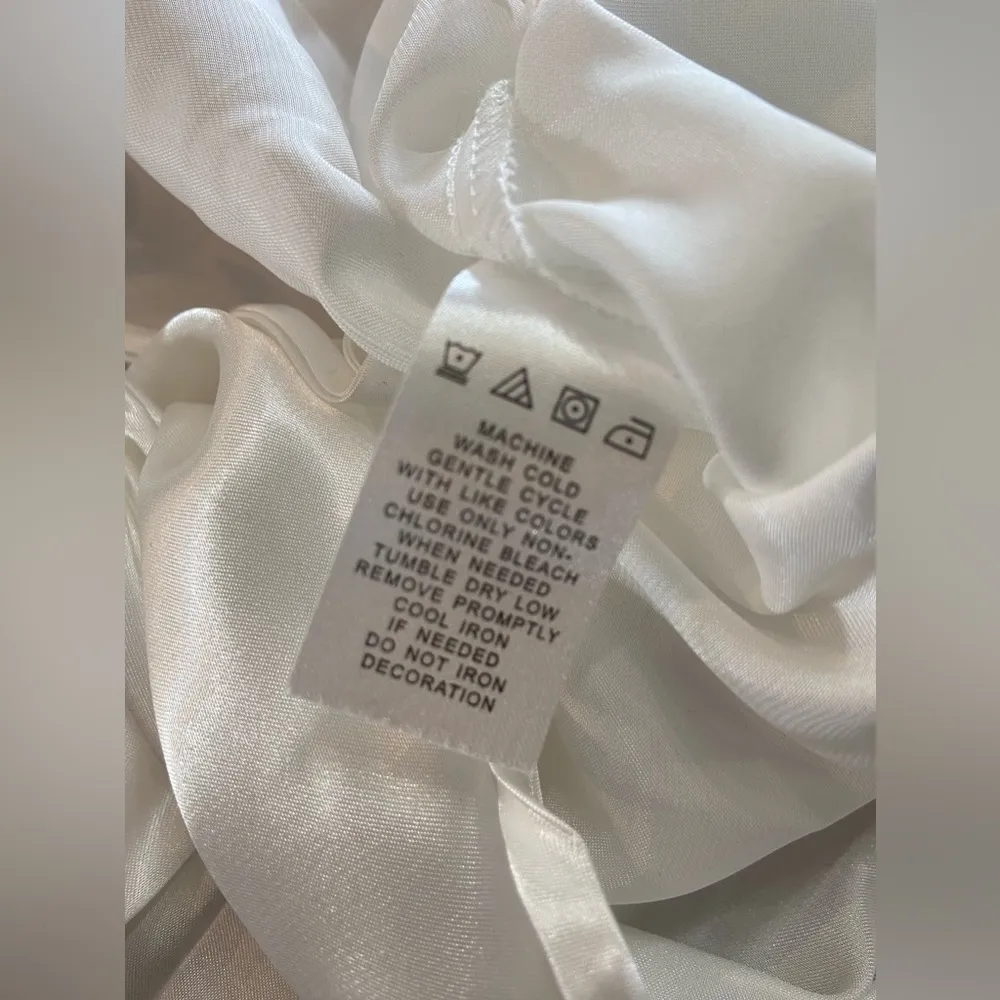 MACHINE
WASH COLD
GENTLE CYCLE
WITH LIKE COLORS
USE ONLY NON-
CHLORINE BLEACH
WHEN NEEDED
TUMBLE DRY LOW
REMOVE PROMPTLY
COOL IRON
IF NEEDED
DO NOT IRON
DECORATION